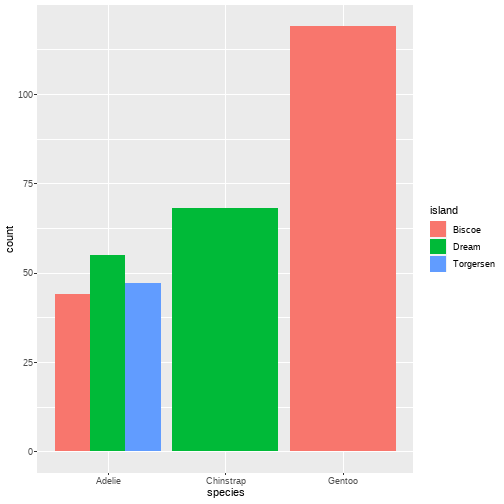 100
75
50
25
0
count
Adelie Chinstrap Gentoo
species
island
Biscoe
Dream
Torgersen